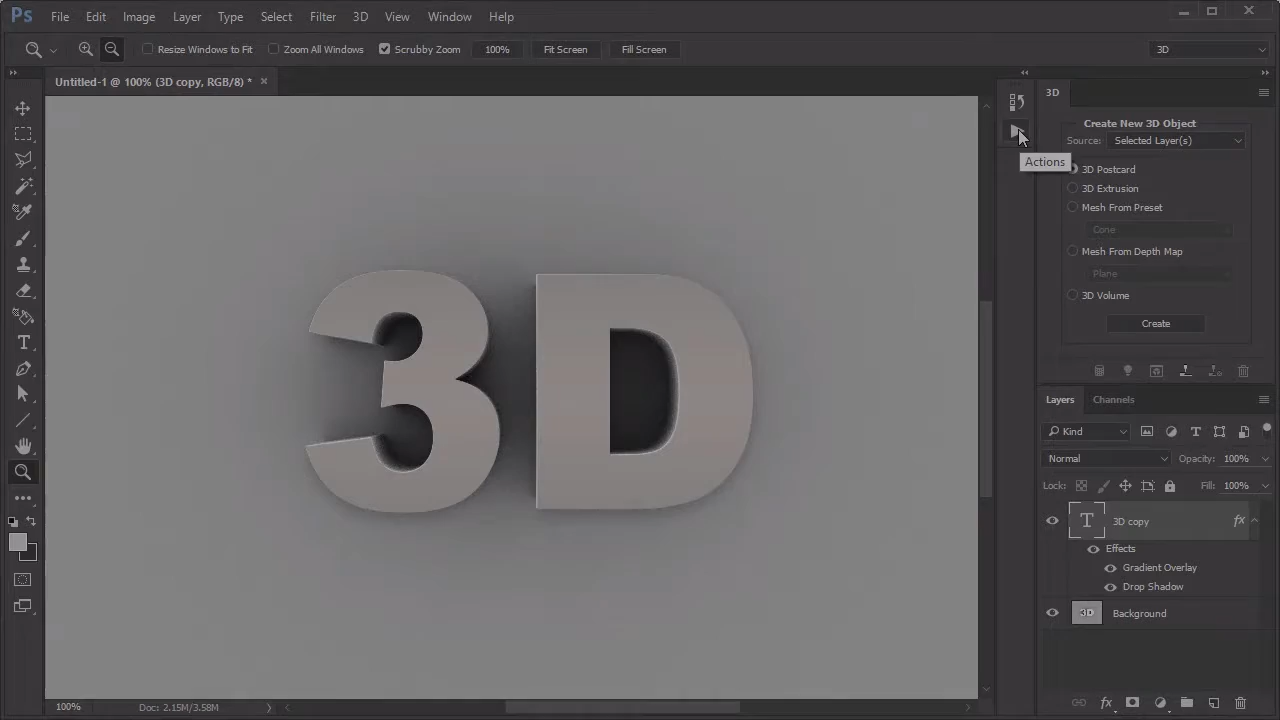 Ps File Edit Image Layer Type Select Filter 3D View Window Help
Resize Windows to Fit Zoom All Windows Scrubby Zoom 100% Fit Screen Fill Screen 3D
Untitled-1 @ 100% (3D copy, RGB/8) *
3D
Create New 3D Object
Source: Selected Layer(s)
Actions
3D Postcard
3D Extrusion
Mesh From Preset
Cone
Mesh From Depth Map
Plane
3D Volume
Create
3D
Layers Channels
Kind
Normal Opacity: 100%
Lock: Fill: 100%
T 3D copy fx
Effects
Gradient Overlay
Drop Shadow
3D Background
100% Doc: 2.15M/3.58M
fx